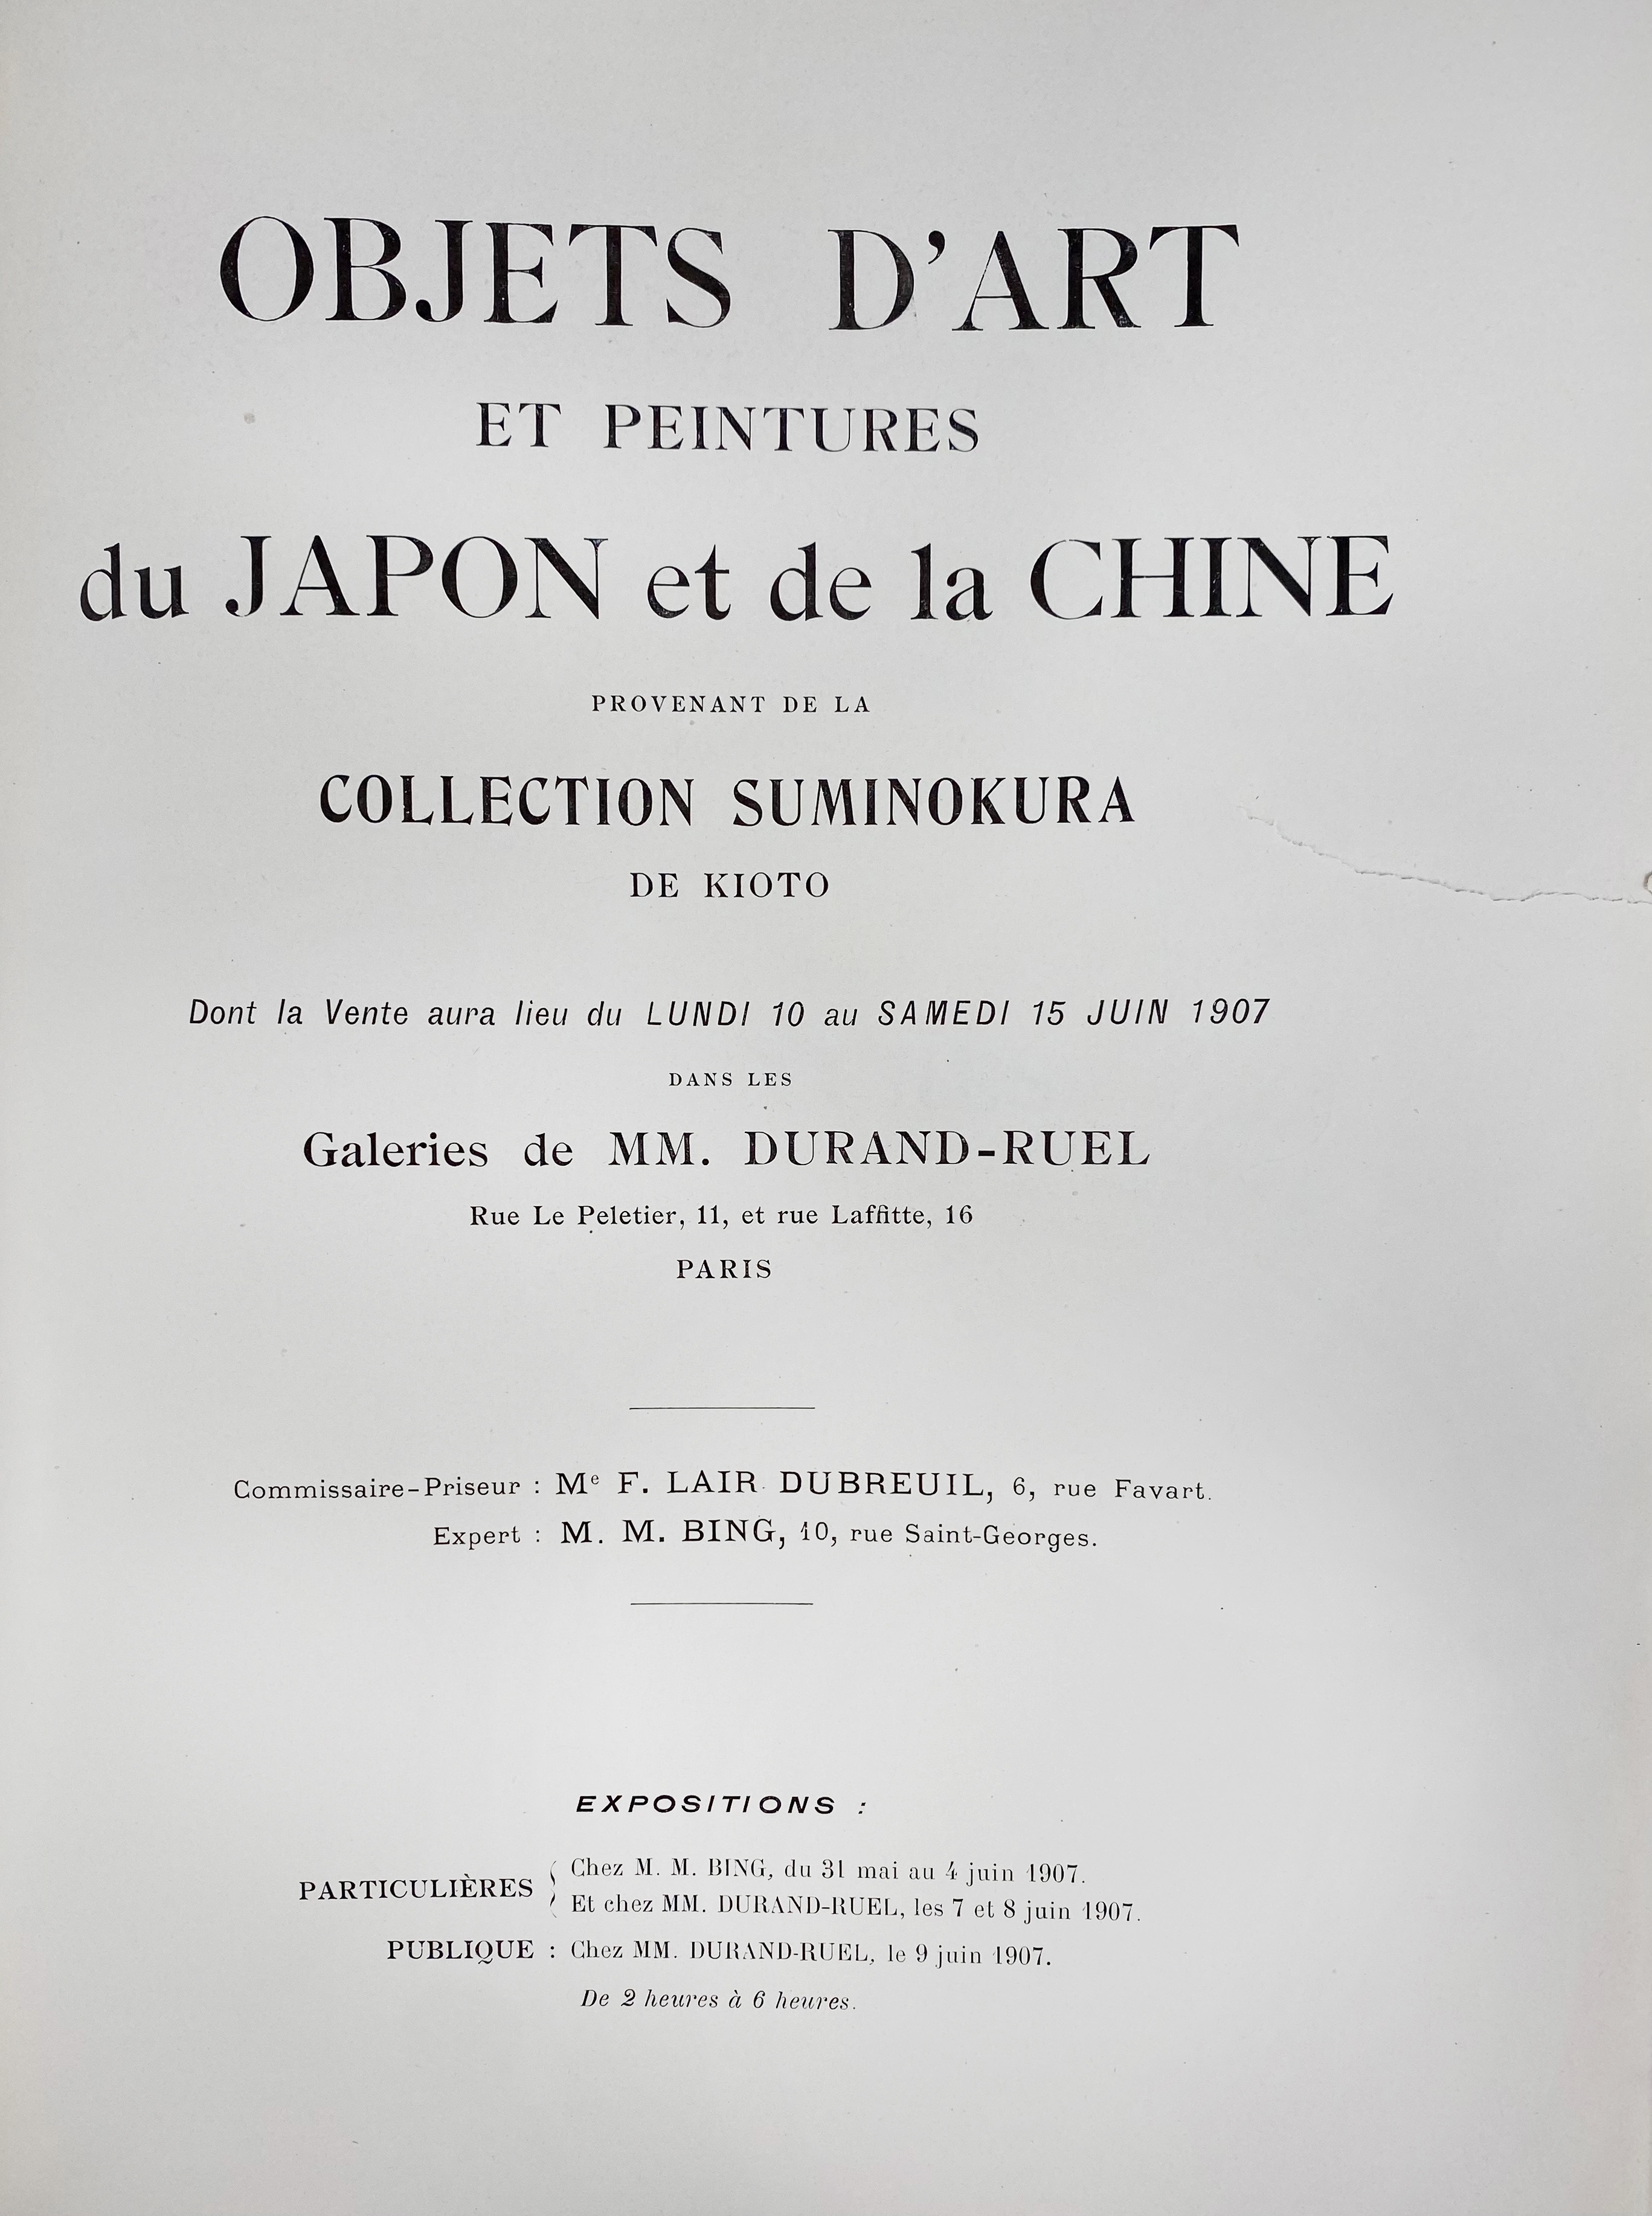 OBJETS D'ART
ET PEINTURES
du JAPON et de la CHINE
PROVENANT DE LA
COLLECTION SUMINOKURA
DE KIOTO
Dont la Vente aura lieu du LUNDI 10 au SAMEDI 15 JUIN 1907
DANS LES
Galeries de MM. DURAND-RUEL
Rue Le Peletier, 11, et rue Laffitte, 16
PARIS
Commissaire-Priseur : Mᵉ F. LAIR DUBREUIL, 6, rue Favart.
Expert : M. M. BING, 10, rue Saint-Georges.
EXPOSITIONS :
PARTICULIÈRES { Chez M. M. BING, du 31 mai au 4 juin 1907.
Et chez MM. DURAND-RUEL, les 7 et 8 juin 1907.
PUBLIQUE : Chez MM. DURAND-RUEL, le 9 juin 1907.
De 2 heures à 6 heures.